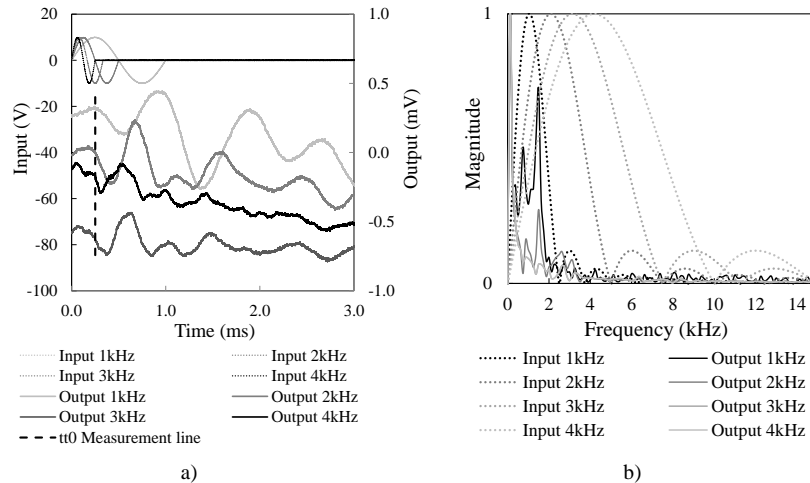 20
0
-20
-40
-60
-80
-100
Input (V)
1.0
0.5
0.0
-0.5
-1.0
Output (mV)
0.0
1.0
2.0
3.0
Time (ms)
Input 1kHz
Input 2kHz
Input 3kHz
Input 4kHz
Output 1kHz
Output 2kHz
Output 3kHz
Output 4kHz
tt0 Measurement line
a)
1
0
Magnitude
0 2 4 6 8 10 12 14
Frequency (kHz)
Input 1kHz
Output 1kHz
Input 2kHz
Output 2kHz
Input 3kHz
Output 3kHz
Input 4kHz
Output 4kHz
b)